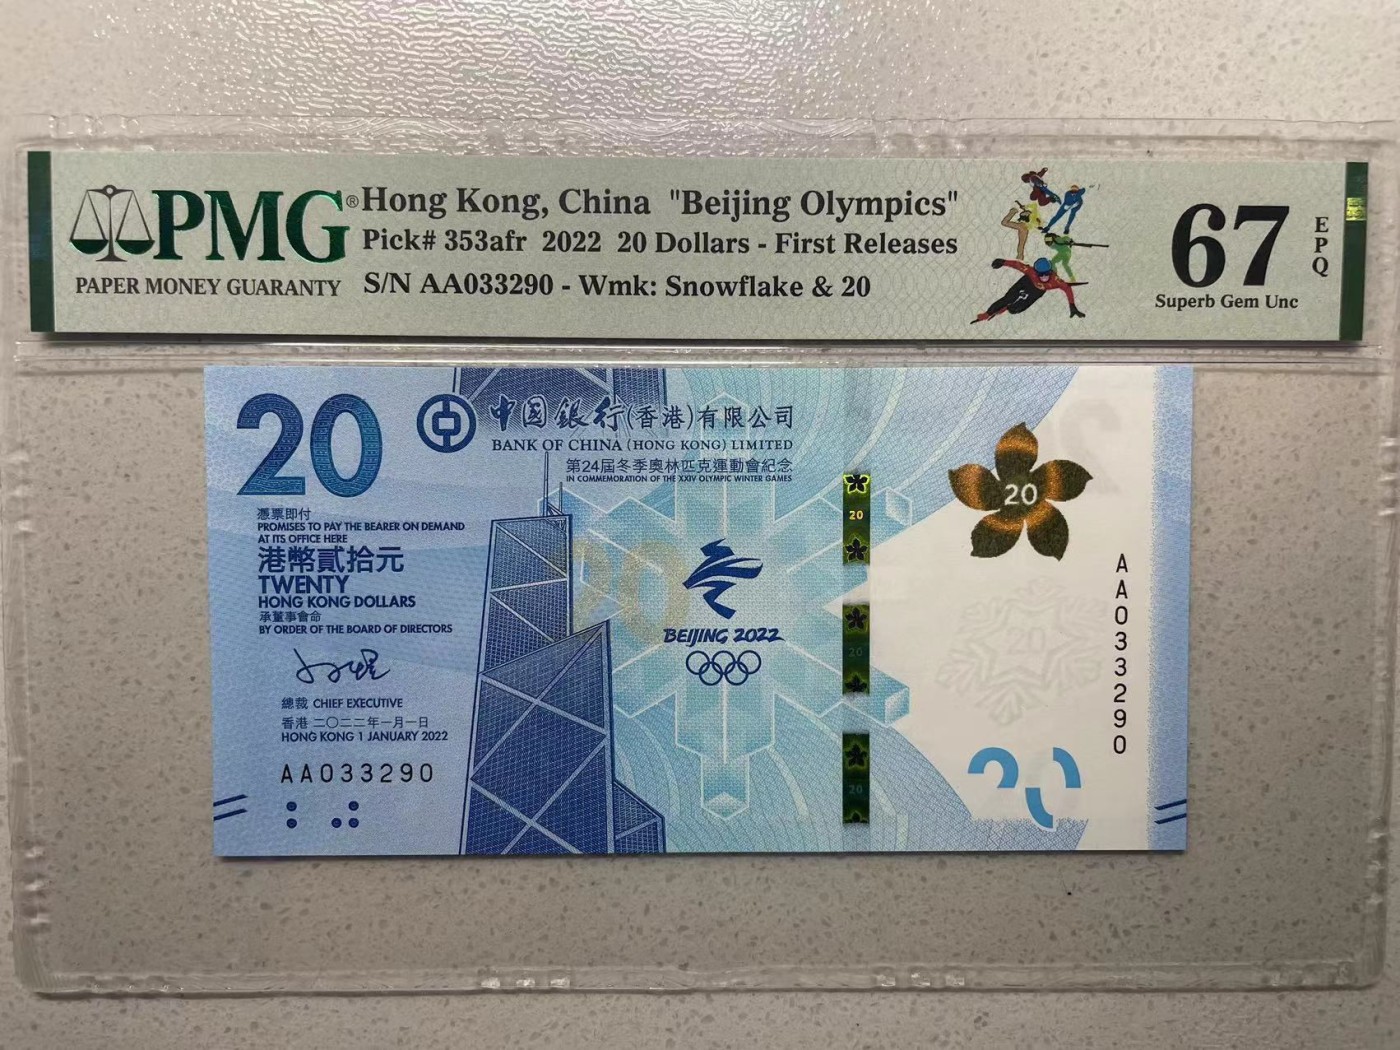 PMG®
PAPER MONEY GUARANTY
Hong Kong, China "Beijing Olympics"
Pick# 353afr 2022 20 Dollars - First Releases
S/N AA033290 - Wmk: Snowflake & 20
67
EPQ
Superb Gem Unc
20
中國銀行(香港)有限公司
BANK OF CHINA (HONG KONG) LIMITED
第24屆冬季奧林匹克運動會紀念
IN COMMEMORATION OF THE XXIV OLYMPIC WINTER GAMES
憑票即付
PROMISES TO PAY THE BEARER ON DEMAND
AT ITS OFFICE HERE
港幣貳拾元
TWENTY
HONG KONG DOLLARS
承董事會命
BY ORDER OF THE BOARD OF DIRECTORS
總裁 CHIEF EXECUTIVE
香港 二〇二二年一月一日
HONG KONG 1 JANUARY 2022
AA033290
20
BEIJING 2022
20
20
20
20
AA033290
20